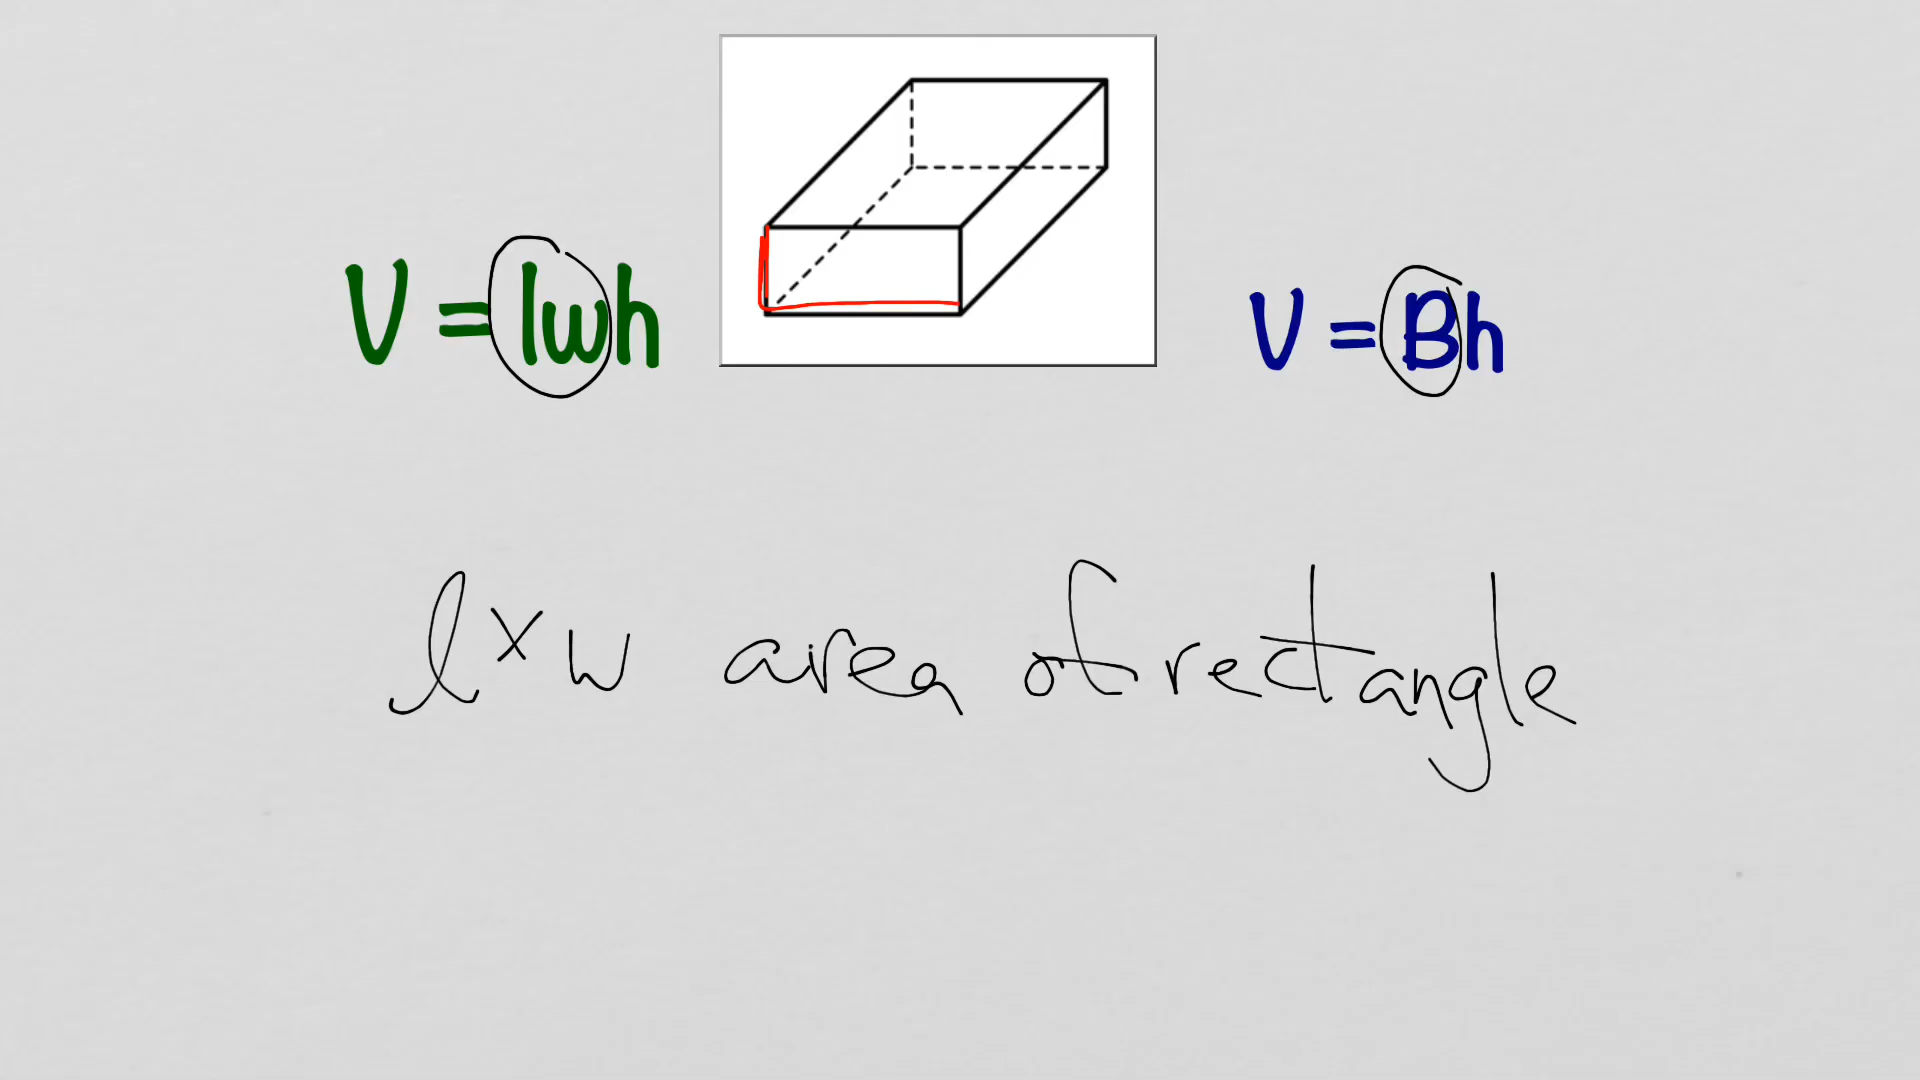 V = lwh
V = Bh
l × w area of rectangle